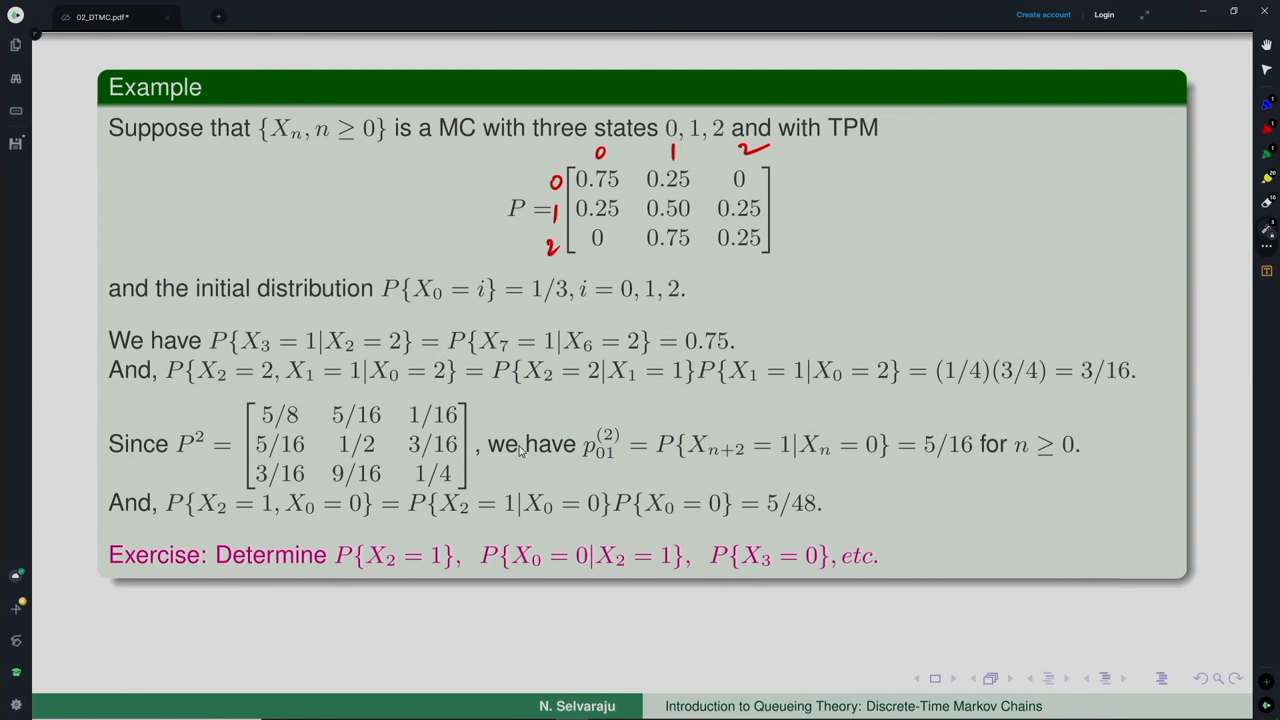 02_DTMC.pdf*
Create account
Login
Example
Suppose that {X_n, n ≥ 0} is a MC with three states 0, 1, 2 and with TPM
0 1 2
0 [0.75 0.25 0]
P = 1 [0.25 0.50 0.25]
2 [0 0.75 0.25]
and the initial distribution P{X_0 = i} = 1/3, i = 0, 1, 2.
We have P{X_3 = 1|X_2 = 2} = P{X_7 = 1|X_6 = 2} = 0.75.
And, P{X_2 = 2, X_1 = 1|X_0 = 2} = P{X_2 = 2|X_1 = 1}P{X_1 = 1|X_0 = 2} = (1/4)(3/4) = 3/16.
[5/8 5/16 1/16]
Since P^2 = [5/16 1/2 3/16], we have p_{01}^{(2)} = P{X_{n+2} = 1|X_n = 0} = 5/16 for n ≥ 0.
[3/16 9/16 1/4]
And, P{X_2 = 1, X_0 = 0} = P{X_2 = 1|X_0 = 0}P{X_0 = 0} = 5/48.
Exercise: Determine P{X_2 = 1}, P{X_0 = 0|X_2 = 1}, P{X_3 = 0}, etc.
N. Selvaraju
Introduction to Queueing Theory: Discrete-Time Markov Chains